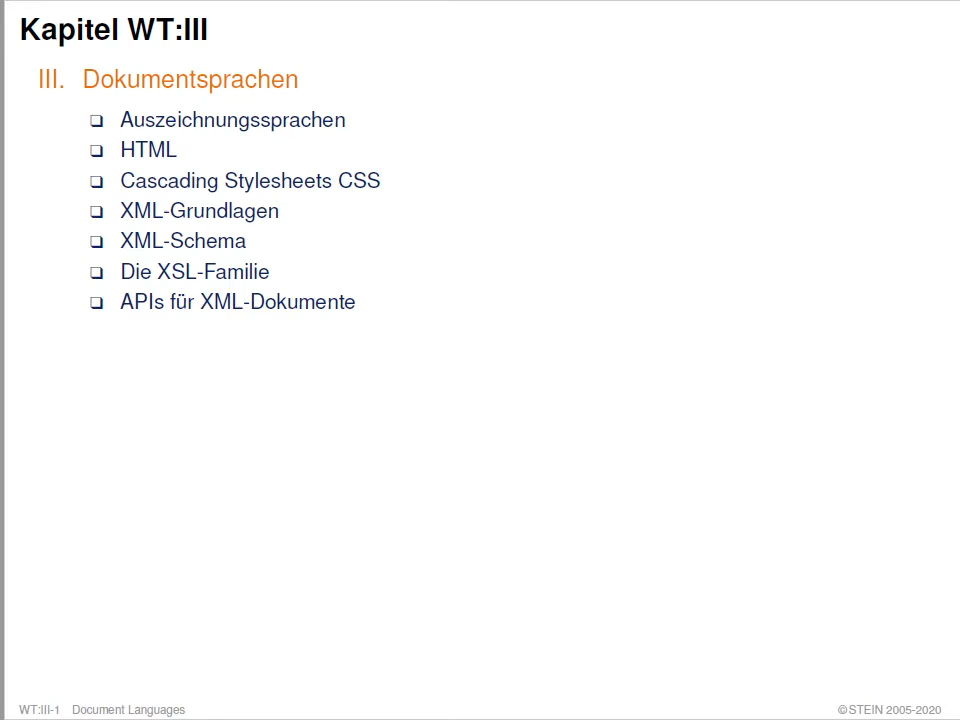 Kapitel WT:III
III. Dokumentsprachen
❑ Auszeichnungssprachen
❑ HTML
❑ Cascading Stylesheets CSS
❑ XML-Grundlagen
❑ XML-Schema
❑ Die XSL-Familie
❑ APIs für XML-Dokumente
WT:III-1 Document Languages ©STEIN 2005-2020